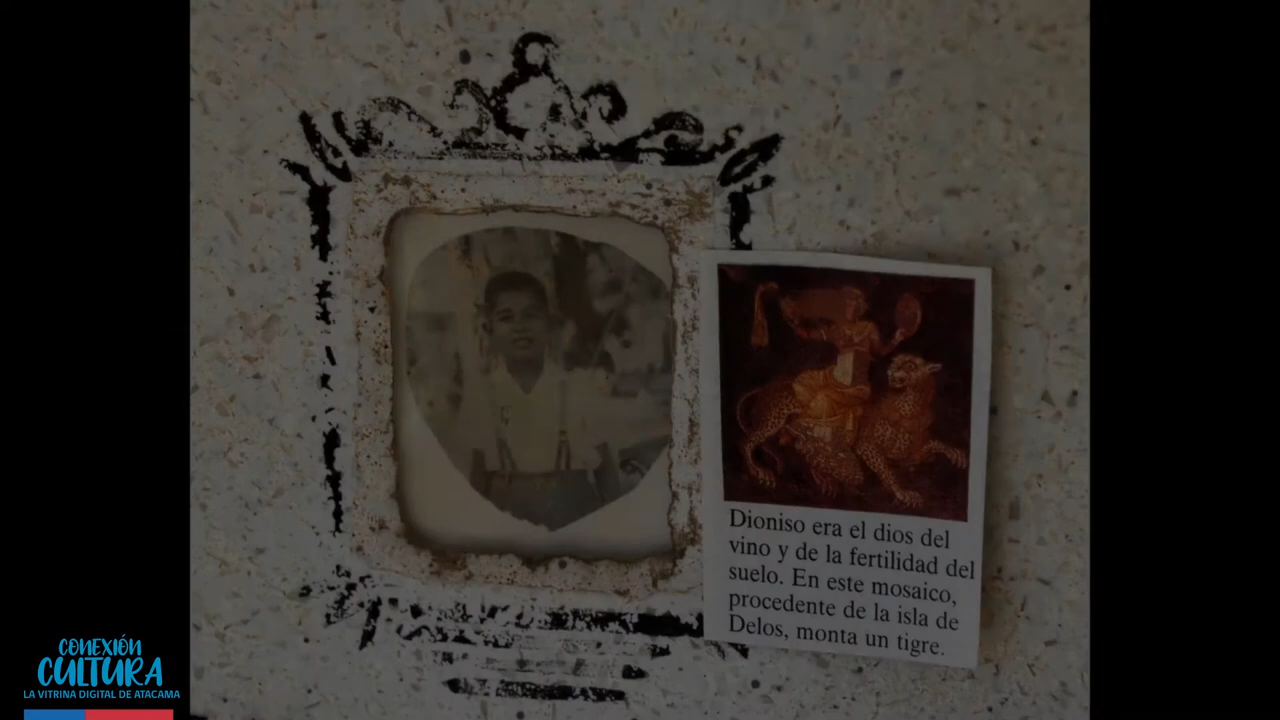 Dioniso era el dios del
vino y de la fertilidad del
suelo. En este mosaico,
procedente de la isla de
Delos, monta un tigre.
CONEXIÓN
CULTURA
LA VITRINA DIGITAL DE ATACAMA